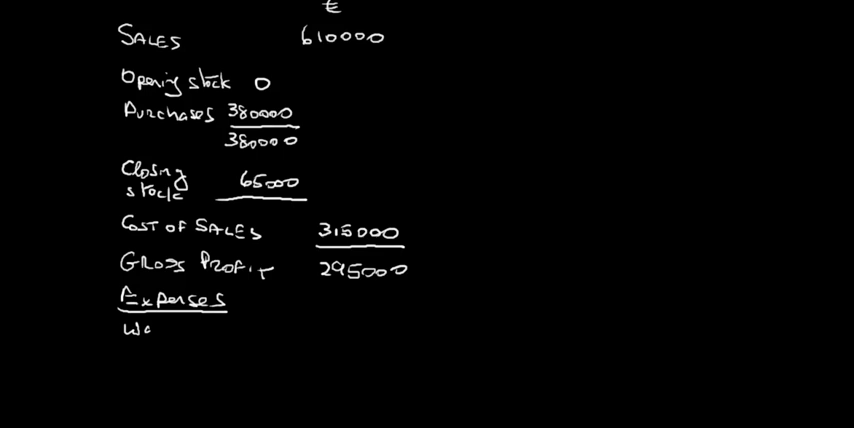 €
SALES 610000
Opening stock 0
Purchases 380000
380000
Closing
stock 65000
COST OF SALES 315000
GROSS PROFIT 295000
Expenses
Wa